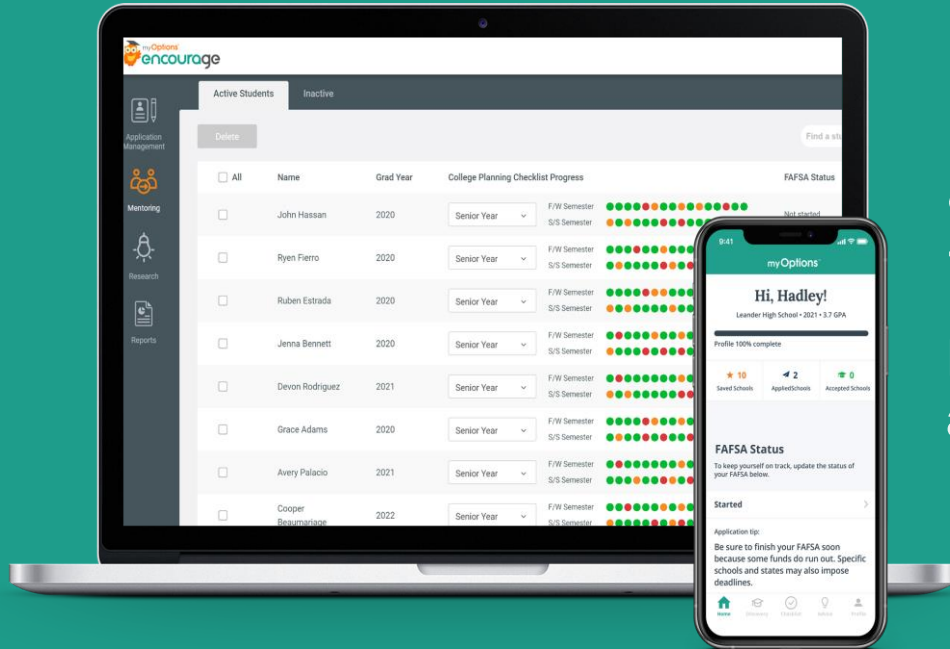 myOptions
encourage
Active Students Inactive
Application
Management
Mentoring
Research
Reports
Delete
Find a
All Name Grad Year College Planning Checklist Progress FAFSA Status
John Hassan 2020 Senior Year F/W Semester Not started
S/S Semester
Ryen Fierro 2020 Senior Year F/W Semester
S/S Semester
Ruben Estrada 2020 Senior Year F/W Semester
S/S Semester
Jenna Bennett 2020 Senior Year F/W Semester
S/S Semester
Devon Rodriguez 2021 Senior Year F/W Semester
S/S Semester
Grace Adams 2020 Senior Year F/W Semester
S/S Semester
Avery Palacio 2021 Senior Year F/W Semester
S/S Semester
Cooper
Beaumariage 2022 Senior Year F/W Semester
S/S Semester
9:41
myOptions
Hi, Hadley!
Leander High School • 2021 • 3.7 GPA
Profile 100% complete
10 2 0
Saved Schools AppliedSchools Accepted Schools
FAFSA Status
To keep yourself on track, update the status of
your FAFSA below.
Started
Application tip:
Be sure to finish your FAFSA soon
because some funds do run out. Specific
schools and states may also impose
deadlines.
Home Discovery Checklist Advice Profile